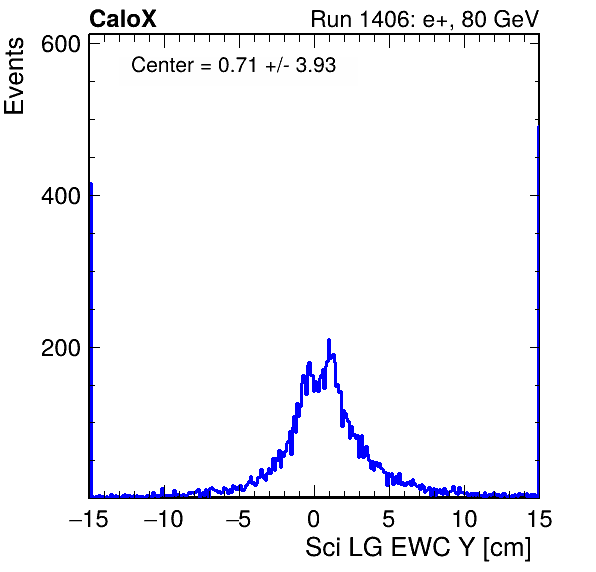 CaloX Run 1406: e+, 80 GeV
Center = 0.71 +/- 3.93
Events
600
400
200
−15 −10 −5 0 5 10 15
Sci LG EWC Y [cm]